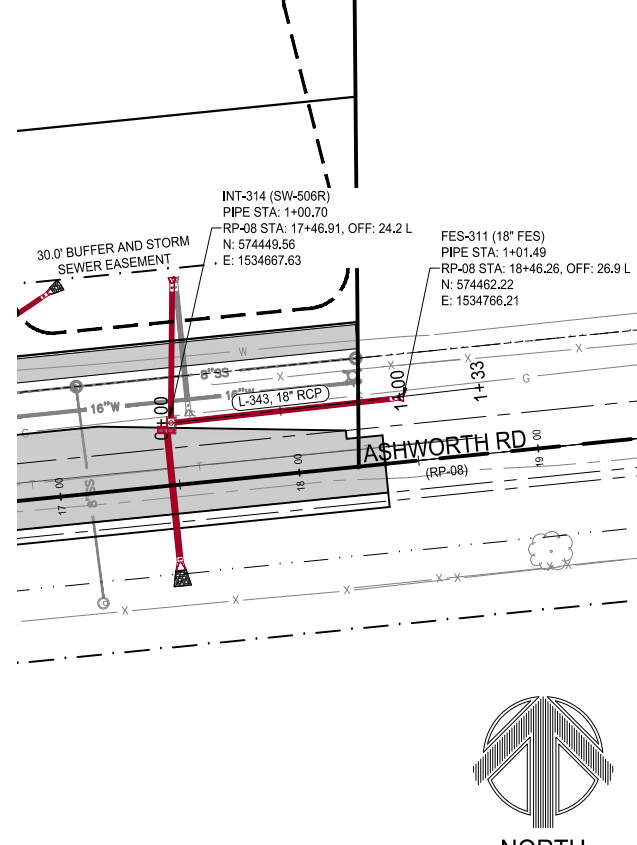 INT-314 (SW-506R)
PIPE STA: 1+00.70
RP-08 STA: 17+46.91, OFF: 24.2 L
N: 574449.56
E: 1534667.63
FES-311 (18" FES)
PIPE STA: 1+01.49
RP-08 STA: 18+46.26, OFF: 26.9 L
N: 574462.22
E: 1534766.21
30.0' BUFFER AND STORM
SEWER EASEMENT
W
X
X
X
8"SS
X
G
16"W
16"W
L-343, 18" RCP
0+00
1+00
1+33
G
ASHWORTH RD
(RP-08)
T
T
17+00
18+00
19+00
8"SS
X
X
X
X
X
X
X
NORTH